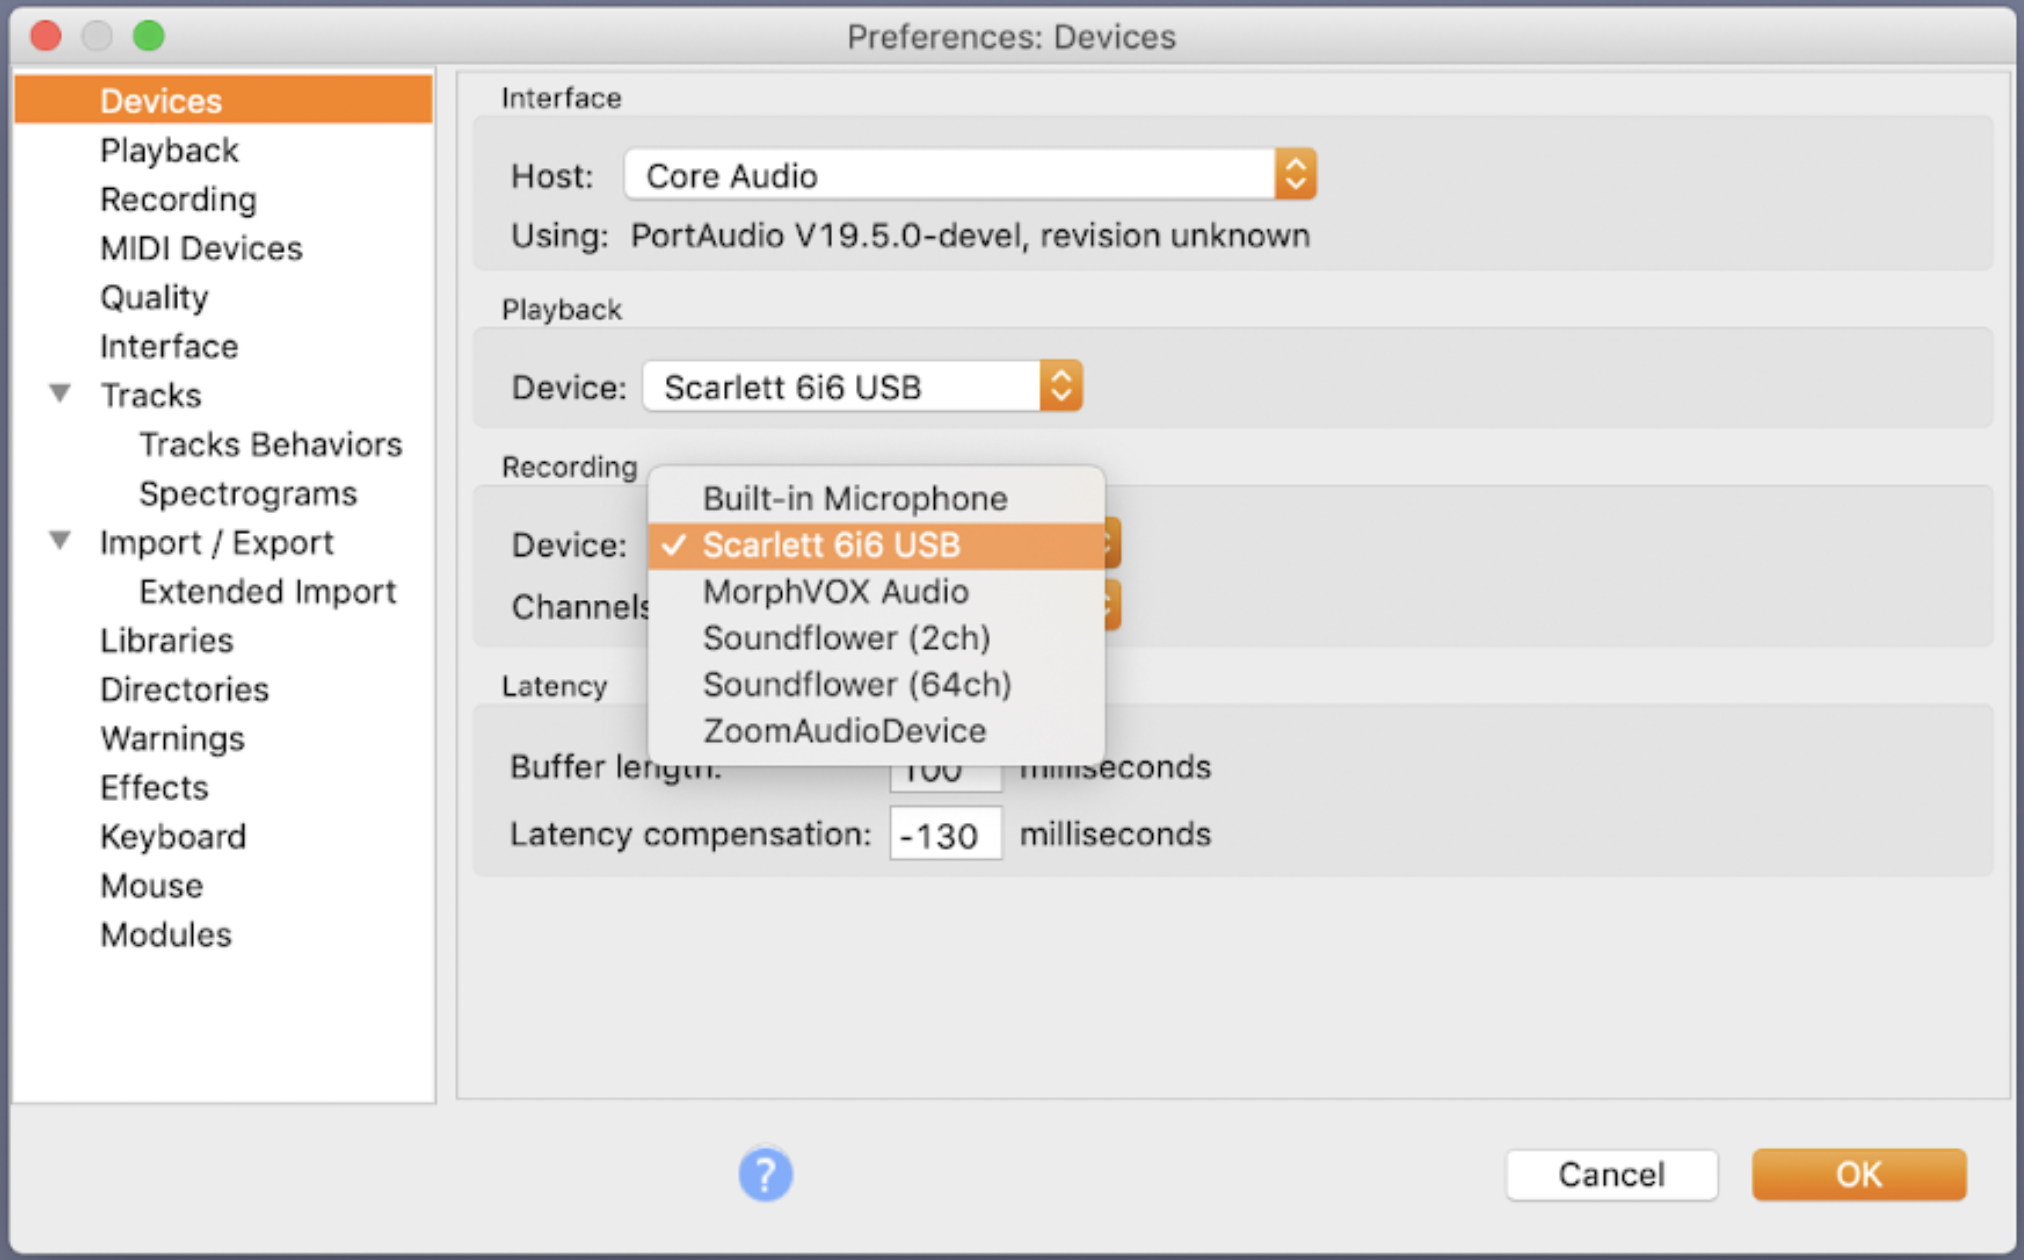 Preferences: Devices
Devices
Playback
Recording
MIDI Devices
Quality
Interface
Tracks
Tracks Behaviors
Spectrograms
Import / Export
Extended Import
Libraries
Directories
Warnings
Effects
Keyboard
Mouse
Modules
Interface
Host: Core Audio
Using: PortAudio V19.5.0-devel, revision unknown
Playback
Device: Scarlett 6i6 USB
Recording
Device:
Channels
Built-in Microphone
✓ Scarlett 6i6 USB
MorphVOX Audio
Soundflower (2ch)
Soundflower (64ch)
ZoomAudioDevice
Latency
Buffer length: 100 milliseconds
Latency compensation: -130 milliseconds
?
Cancel
OK